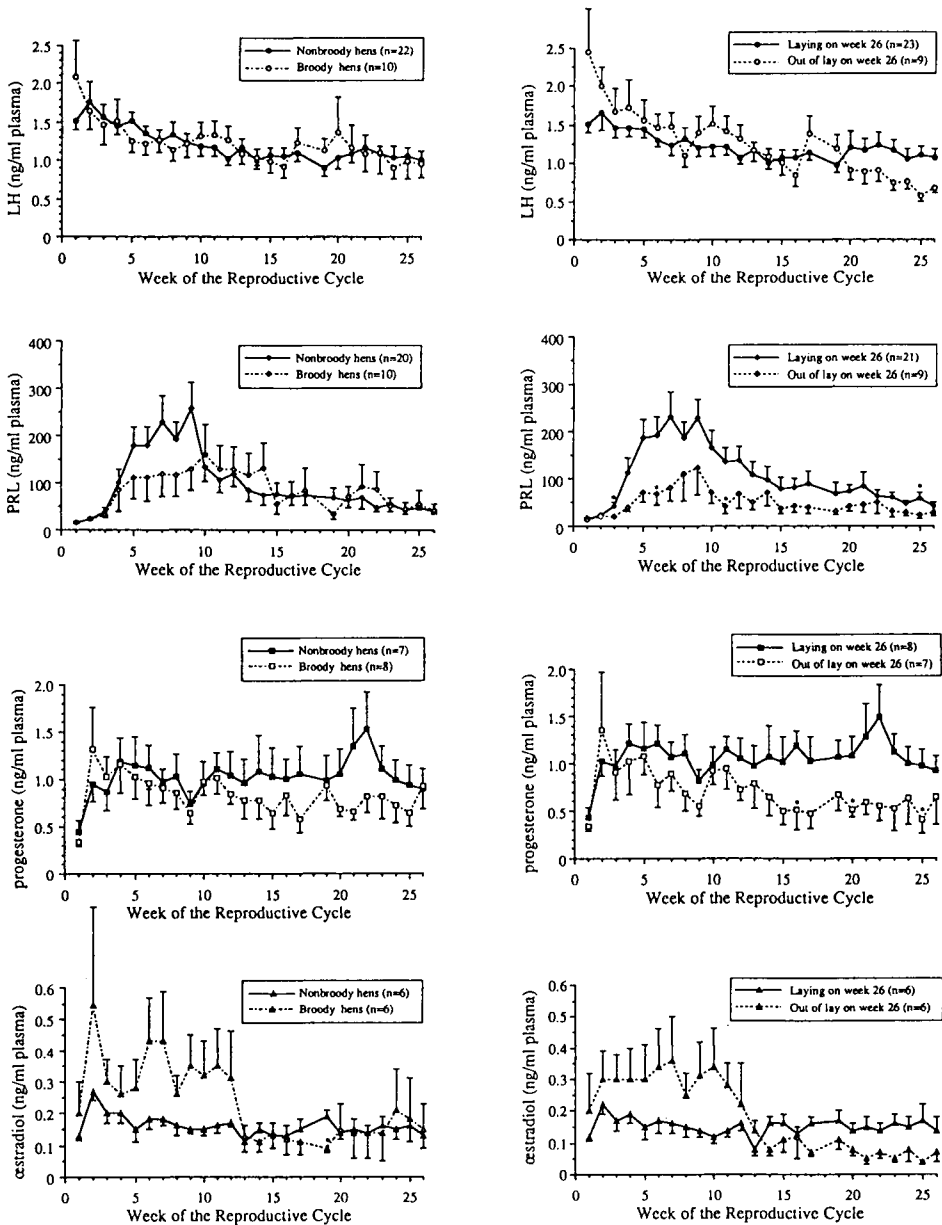 Nonbroody hens (n=22)
Broody hens (n=10)
2.5
2.0
1.5
1.0
0.5
0
LH (ng/ml plasma)
0 5 10 15 20 25
Week of the Reproductive Cycle
Laying on week 26 (n=23)
Out of lay on week 26 (n=9)
2.5
2.0
1.5
1.0
0.5
0
LH (ng/ml plasma)
0 5 10 15 20 25
Week of the Reproductive Cycle
Nonbroody hens (n=20)
Broody hens (n=10)
400
300
200
100
0
PRL (ng/ml plasma)
0 5 10 15 20 25
Week of the Reproductive Cycle
Laying on week 26 (n=21)
Out of lay on week 26 (n=9)
400
300
200
100
0
PRL (ng/ml plasma)
0 5 10 15 20 25
Week of the Reproductive Cycle
Nonbroody hens (n=7)
Broody hens (n=8)
2.0
1.5
1.0
0.5
0
progesterone (ng/ml plasma)
0 5 10 15 20 25
Week of the Reproductive Cycle
Laying on week 26 (n=8)
Out of lay on week 26 (n=7)
2.0
1.5
1.0
0.5
0
progesterone (ng/ml plasma)
0 5 10 15 20 25
Week of the Reproductive Cycle
Nonbroody hens (n=6)
Broody hens (n=6)
0.6
0.5
0.4
0.3
0.2
0.1
0
œstradiol (ng/ml plasma)
0 5 10 15 20 25
Week of the Reproductive Cycle
Laying on week 26 (n=6)
Out of lay on week 26 (n=6)
0.6
0.5
0.4
0.3
0.2
0.1
0
œstradiol (ng/ml plasma)
0 5 10 15 20 25
Week of the Reproductive Cycle